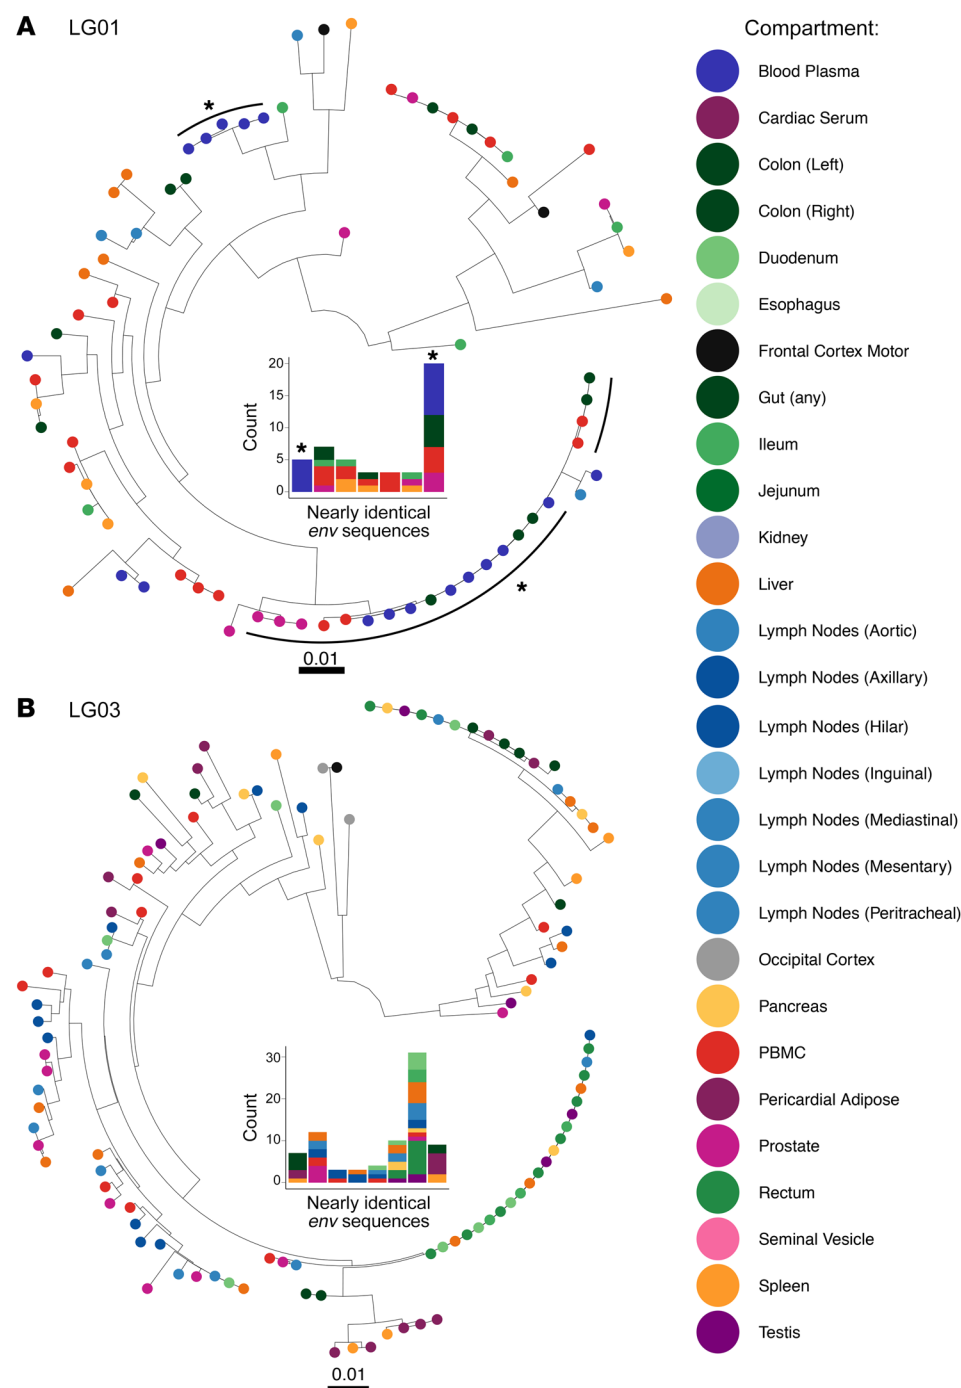 A LG01
Compartment:
Blood Plasma
Cardiac Serum
Colon (Left)
Colon (Right)
Duodenum
Esophagus
Frontal Cortex Motor
Gut (any)
Ileum
Jejunum
Kidney
Liver
Lymph Nodes (Aortic)
Lymph Nodes (Axillary)
Lymph Nodes (Hilar)
Lymph Nodes (Inguinal)
Lymph Nodes (Mediastinal)
Lymph Nodes (Mesentary)
Lymph Nodes (Peritracheal)
Occipital Cortex
Pancreas
PBMC
Pericardial Adipose
Prostate
Rectum
Seminal Vesicle
Spleen
Testis
*
*
*
20
15
10
5
0
Count
Nearly identical
env sequences
*
0.01
B LG03
30
20
10
0
Count
Nearly identical
env sequences
0.01